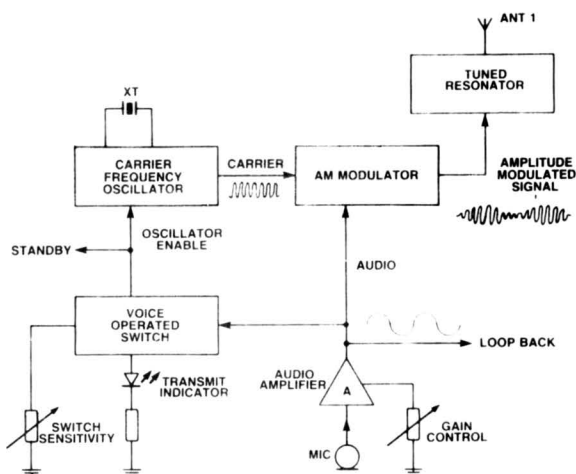 ANT 1
TUNED
RESONATOR
XT
CARRIER
FREQUENCY
OSCILLATOR
CARRIER
AM MODULATOR
AMPLITUDE
MODULATED
SIGNAL
OSCILLATOR
ENABLE
STANDBY
AUDIO
VOICE
OPERATED
SWITCH
LOOP BACK
TRANSMIT
INDICATOR
AUDIO
AMPLIFIER
A
SWITCH
SENSITIVITY
GAIN
CONTROL
MIC